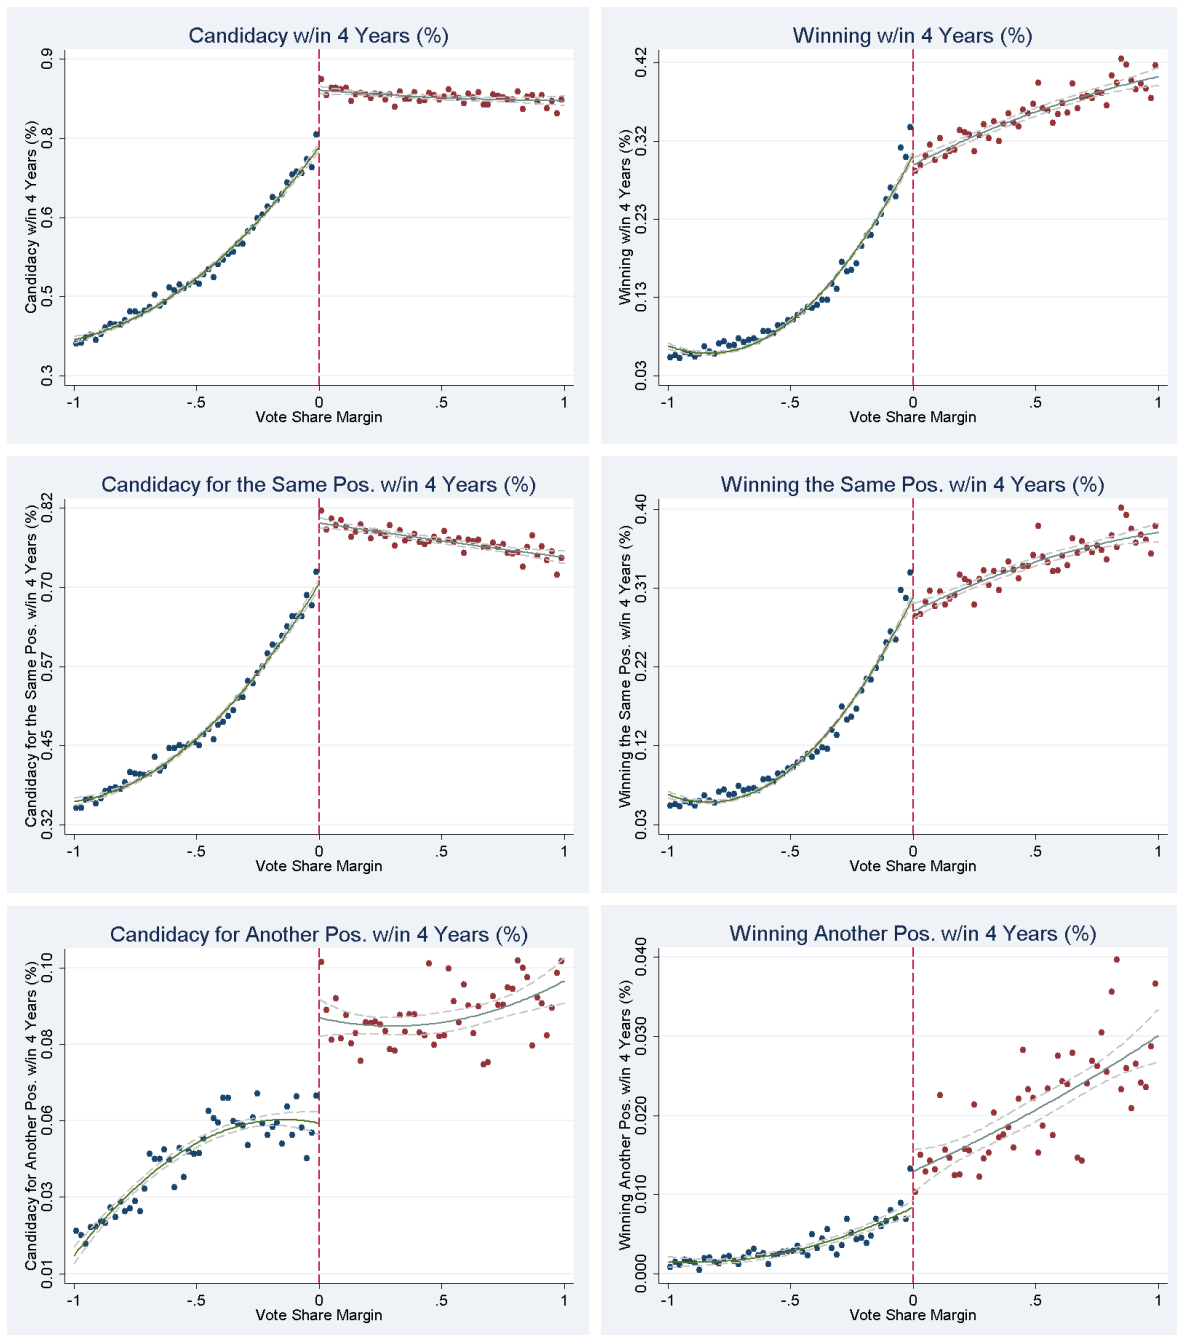 Candidacy w/in 4 Years (%)
Candidacy w/in 4 Years (%)
0.9
0.8
0.6
0.5
0.3
-1 -.5 0 .5 1
Vote Share Margin
Winning w/in 4 Years (%)
Winning w/in 4 Years (%)
0.42
0.32
0.23
0.13
0.03
-1 -.5 0 .5 1
Vote Share Margin
Candidacy for the Same Pos. w/in 4 Years (%)
Candidacy for the Same Pos. w/in 4 Years (%)
0.82
0.70
0.57
0.45
0.32
-1 -.5 0 .5 1
Vote Share Margin
Winning the Same Pos. w/in 4 Years (%)
Winning the Same Pos. w/in 4 Years (%)
0.40
0.31
0.22
0.12
0.03
-1 -.5 0 .5 1
Vote Share Margin
Candidacy for Another Pos. w/in 4 Years (%)
Candidacy for Another Pos. w/in 4 Years (%)
0.10
0.08
0.06
0.03
0.01
-1 -.5 0 .5 1
Vote Share Margin
Winning Another Pos. w/in 4 Years (%)
Winning Another Pos. w/in 4 Years (%)
0.040
0.030
0.020
0.010
0.000
-1 -.5 0 .5 1
Vote Share Margin